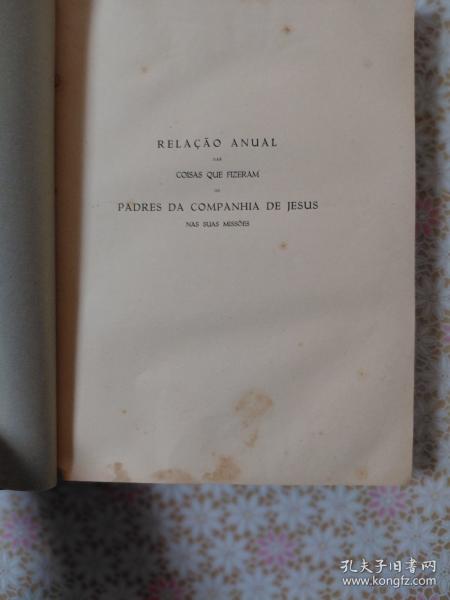 RELAÇÃO ANUAL
DAS
COISAS QUE FIZERAM
OS
PADRES DA COMPANHIA DE JESUS
NAS SUAS MISSÕES
孔夫子旧书网
www.kongfz.com